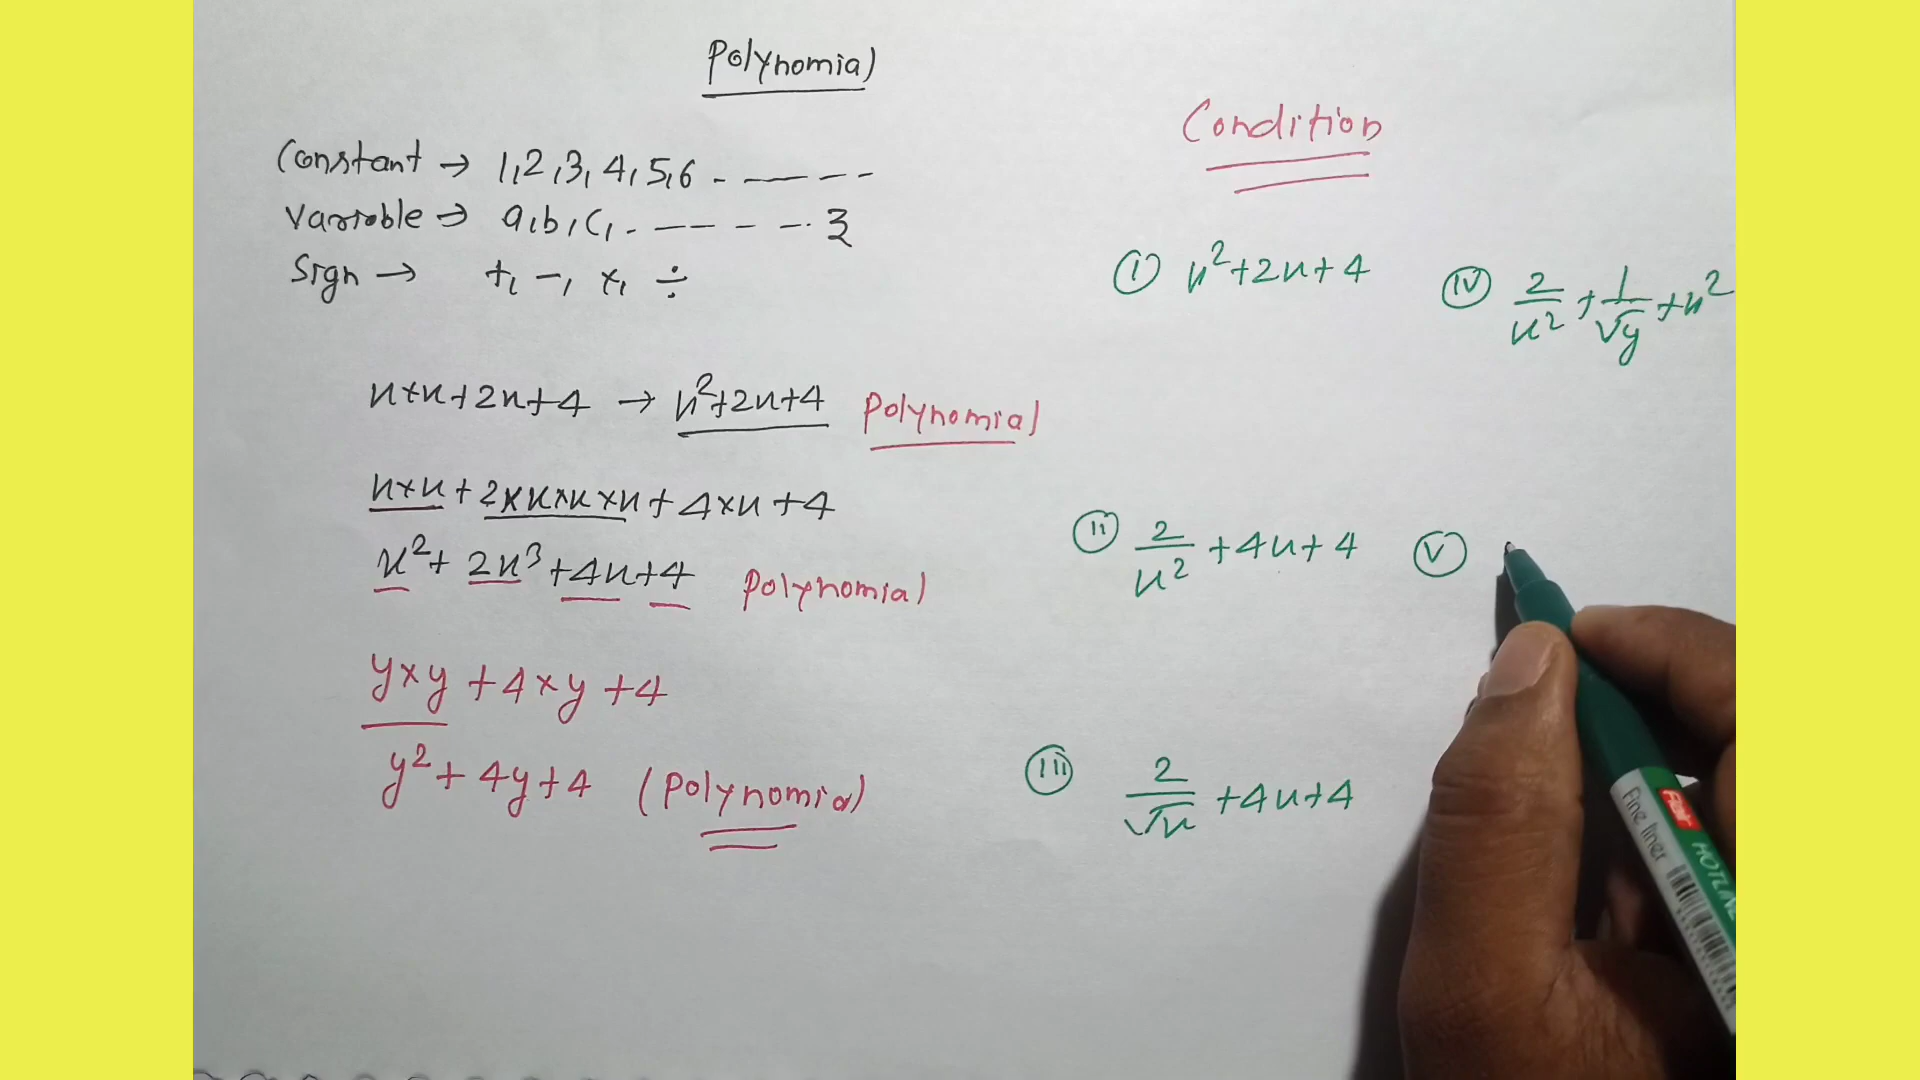 Polynomial
Constant → 1,2,3,4,5,6 - - - - -
Variable → a,b,c, - - - - - z
Sign → +, -, ×, ÷
x×x+2x+4 → x²+2x+4 Polynomial
x×x + 2×x×x×x + 4×x + 4
x² + 2x³ + 4x + 4 Polynomial
y×y + 4×y + 4
y² + 4y + 4 (Polynomial)
Condition
(i) x²+2x+4
(ii) 2/x² + 4x + 4
(iii) 2/√x + 4x + 4
(iv) 2/x² + 1/√y + x²
(v)
Flair
Fine liner